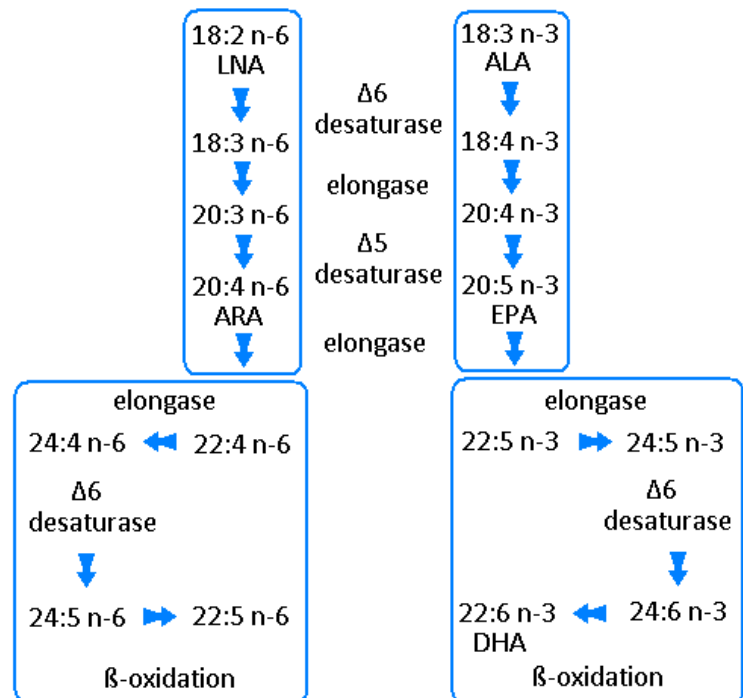 18:2 n-6
LNA
18:3 n-6
20:3 n-6
20:4 n-6
ARA
Δ6
desaturase
elongase
Δ5
desaturase
elongase
18:3 n-3
ALA
18:4 n-3
20:4 n-3
20:5 n-3
EPA
elongase
24:4 n-6 22:4 n-6
Δ6
desaturase
24:5 n-6 22:5 n-6
ß-oxidation
elongase
22:5 n-3 24:5 n-3
Δ6
desaturase
22:6 n-3 24:6 n-3
DHA
ß-oxidation